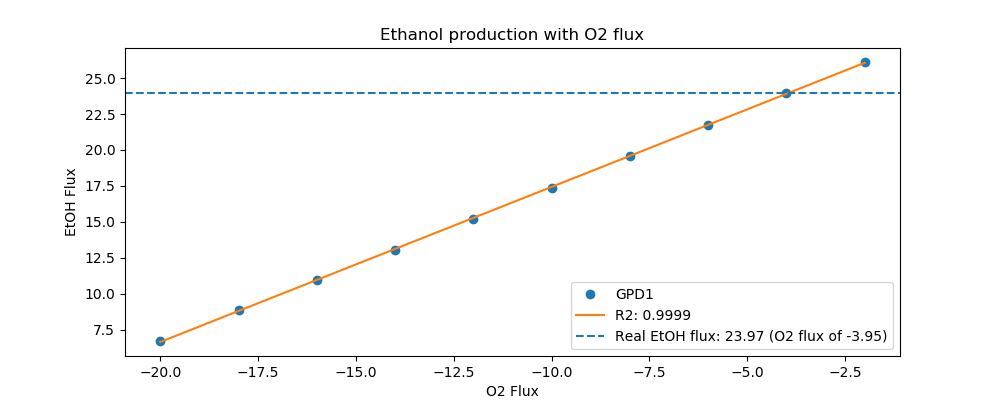 Ethanol production with O2 flux
EtOH Flux
25.0
22.5
20.0
17.5
15.0
12.5
10.0
7.5
GPD1
R2: 0.9999
Real EtOH flux: 23.97 (O2 flux of -3.95)
−20.0 −17.5 −15.0 −12.5 −10.0 −7.5 −5.0 −2.5
O2 Flux